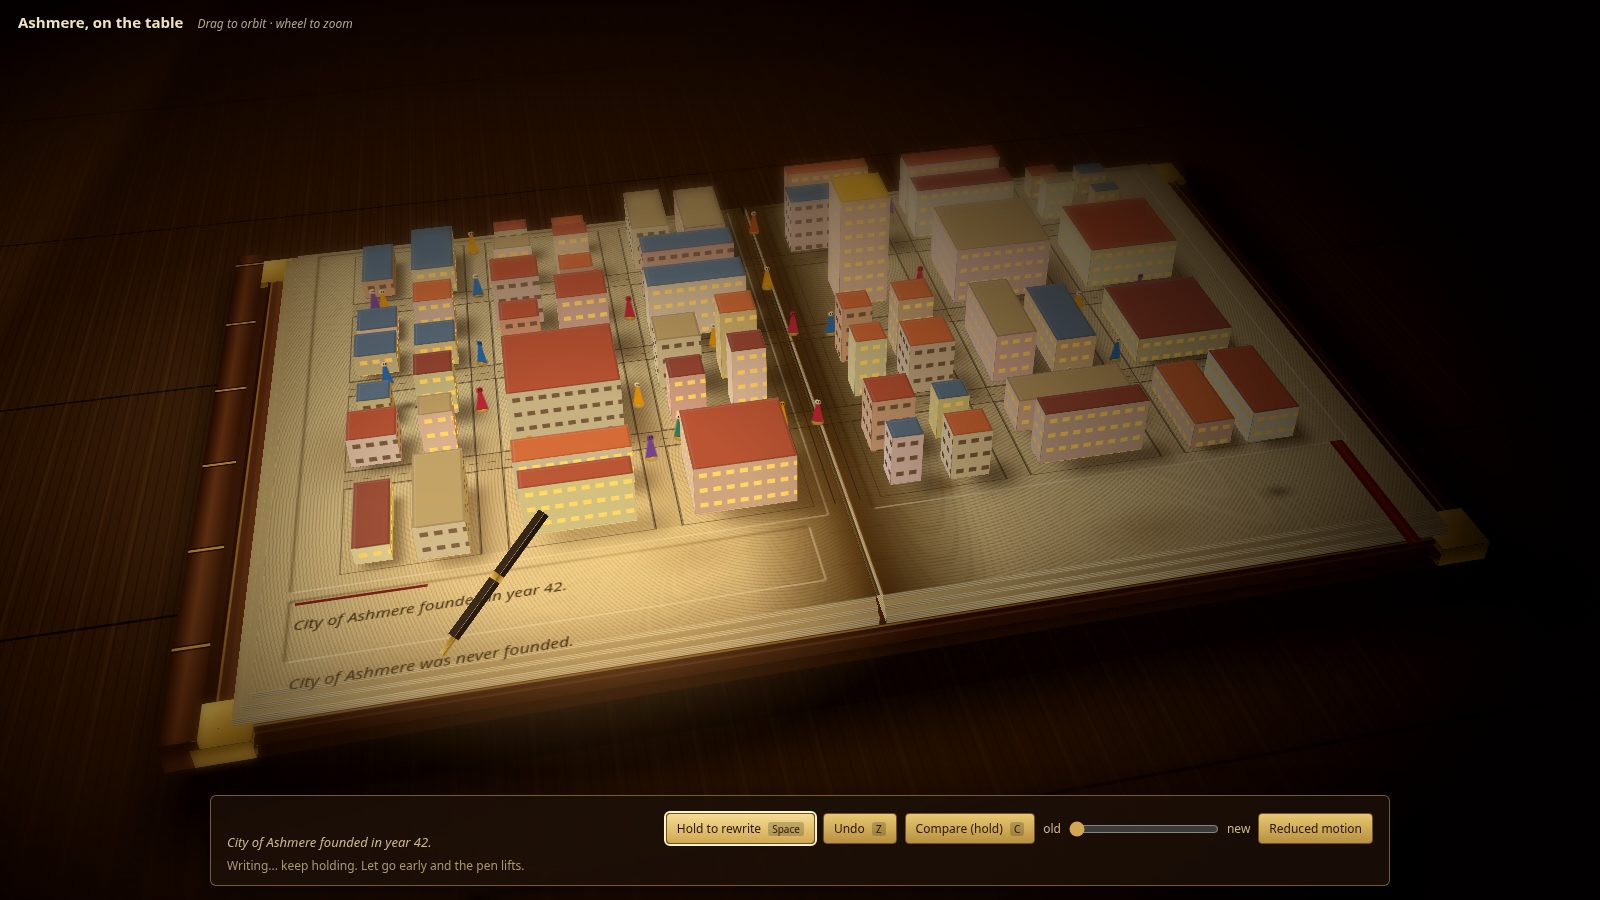 Ashmere, on the table Drag to orbit · wheel to zoom
City of Ashmere founded in year 42.
City of Ashmere was never founded.
Hold to rewrite Space Undo Z Compare (hold) C old new Reduced motion
City of Ashmere founded in year 42.
Writing... keep holding. Let go early and the pen lifts.